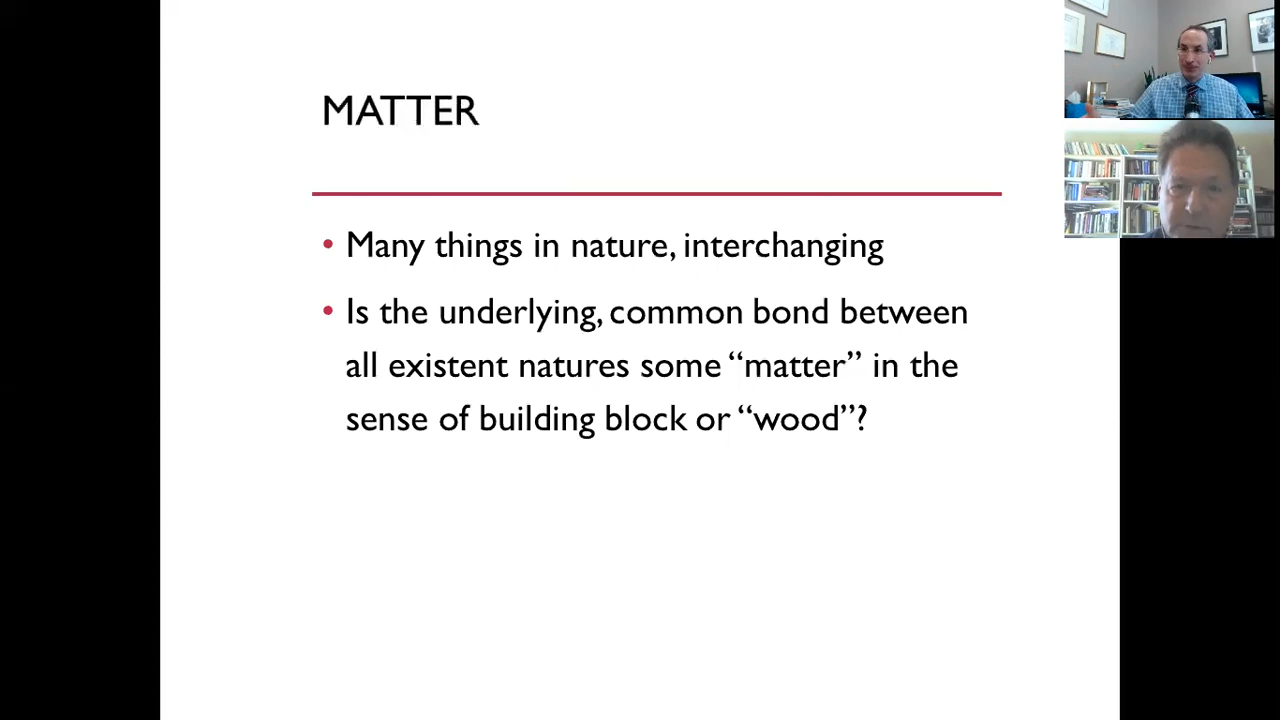 MATTER
• Many things in nature, interchanging
• Is the underlying, common bond between
all existent natures some “matter” in the
sense of building block or “wood”?